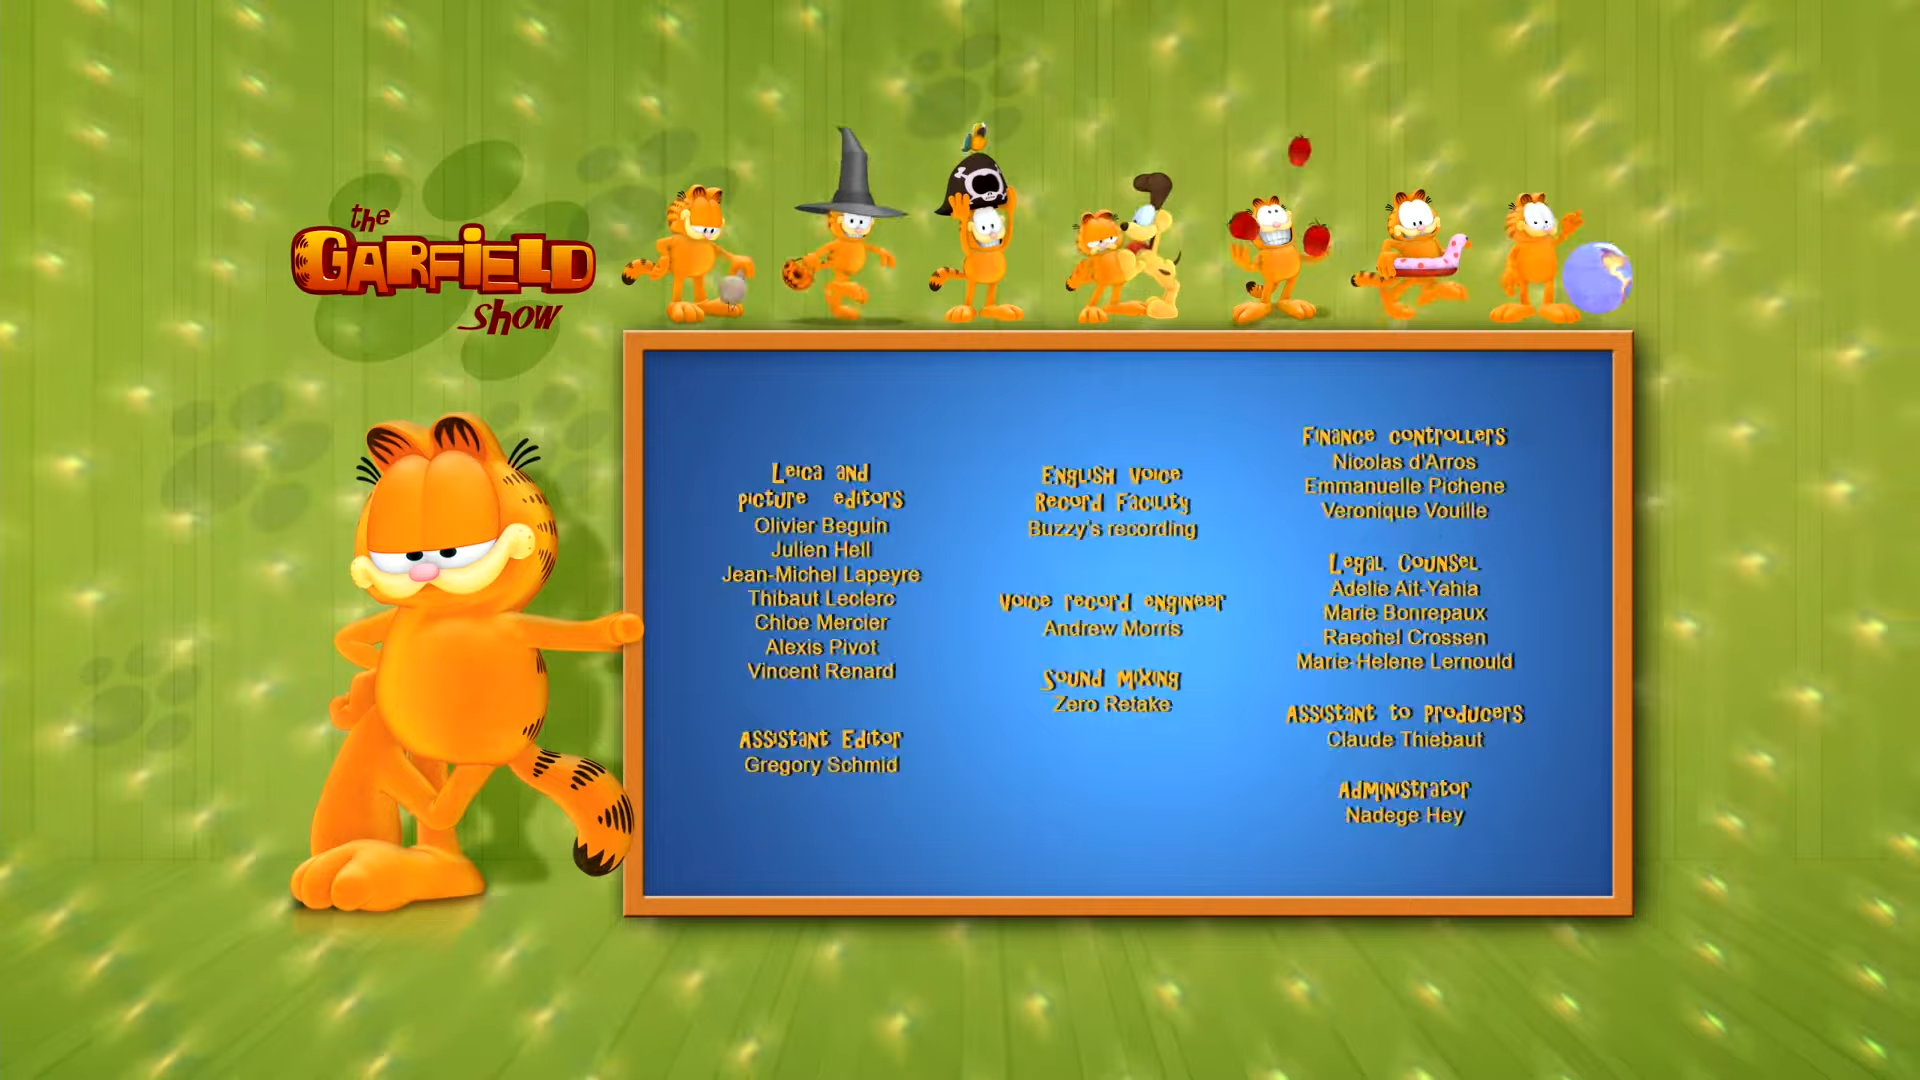 the
GARFiELD
show
Leica and
picture editors
Olivier Beguin
Julien Hell
Jean-Michel Lapeyre
Thibaut Leclerc
Chloe Mercier
Alexis Pivot
Vincent Renard
Assistant Editor
Gregory Schmid
English Voice
Record Facility
Buzzy's recording
Voice record engineer
Andrew Morris
Sound Mixing
Zero Retake
Finance controllers
Nicolas d'Arros
Emmanuelle Pichene
Veronique Vouille
Legal Counsel
Adelie Ait-Yahia
Marie Bonrepaux
Raechel Crossen
Marie-Helene Lernould
Assistant to Producers
Claude Thiebaut
Administrator
Nadege Hey